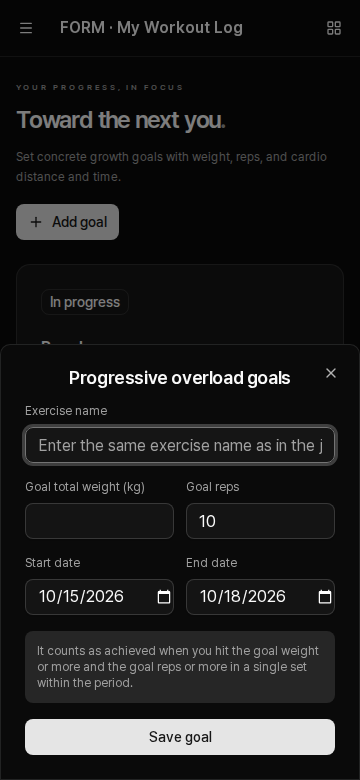 FORM · My Workout Log
YOUR PROGRESS, IN FOCUS
Toward the next you.
Set concrete growth goals with weight, reps, and cardio
distance and time.
Add goal
In progress
Progressive overload goals
Exercise name
Enter the same exercise name as in the j
Goal total weight (kg)
Goal reps
10
Start date
End date
10/15/2026
10/18/2026
It counts as achieved when you hit the goal weight
or more and the goal reps or more in a single set
within the period.
Save goal